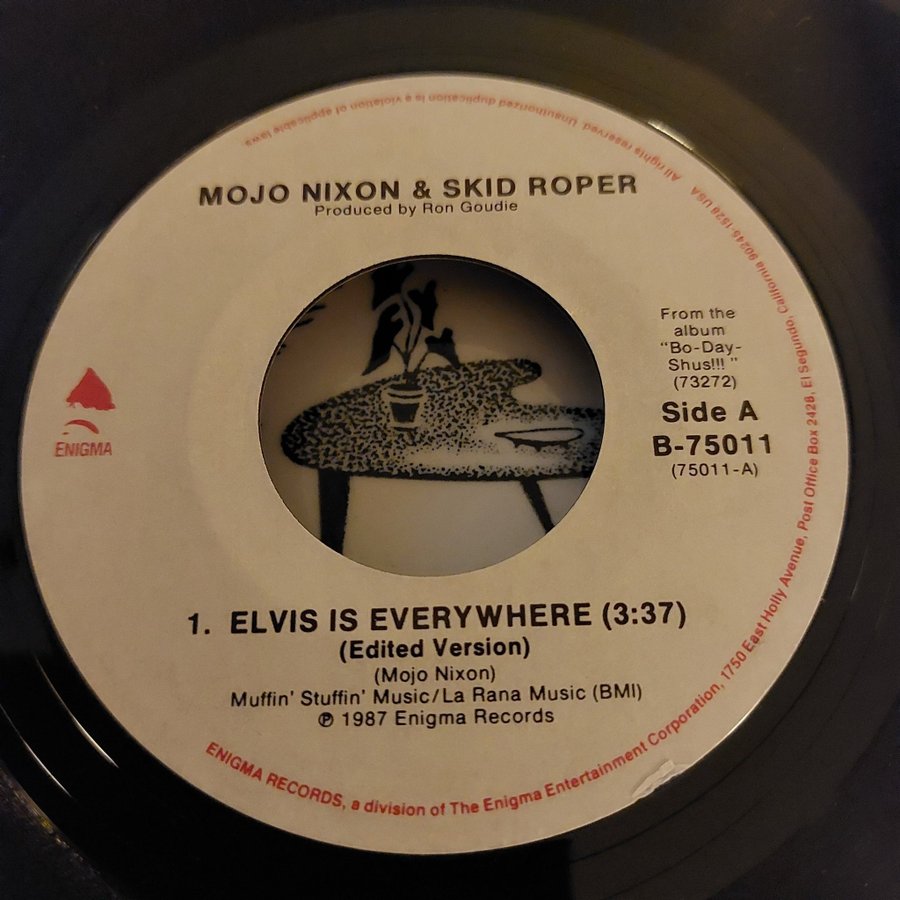 MOJO NIXON & SKID ROPER
Produced by Ron Goudie
From the
album
"Bo-Day-
Shus!!!"
(73272)
Side A
B-75011
(75011-A)
ENIGMA
1. ELVIS IS EVERYWHERE (3:37)
(Edited Version)
(Mojo Nixon)
Muffin' Stuffin' Music/La Rana Music (BMI)
℗ 1987 Enigma Records
ENIGMA RECORDS, a division of The Enigma Entertainment Corporation, 1750 East Holly Avenue, Post Office Box 2428, El Segundo, California 90245-1528 USA All rights reserved. Unauthorized duplication is a violation of applicable laws.